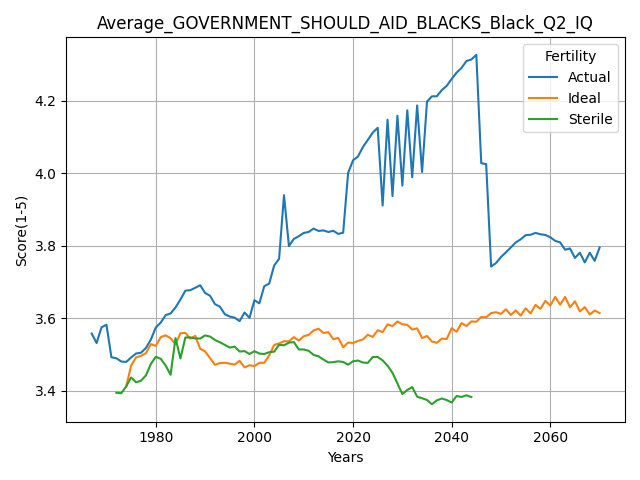 Average_GOVERNMENT_SHOULD_AID_BLACKS_Black_Q2_IQ
Fertility
Actual
Ideal
Sterile
Score(1-5)
4.2
4.0
3.8
3.6
3.4
1980 2000 2020 2040 2060
Years